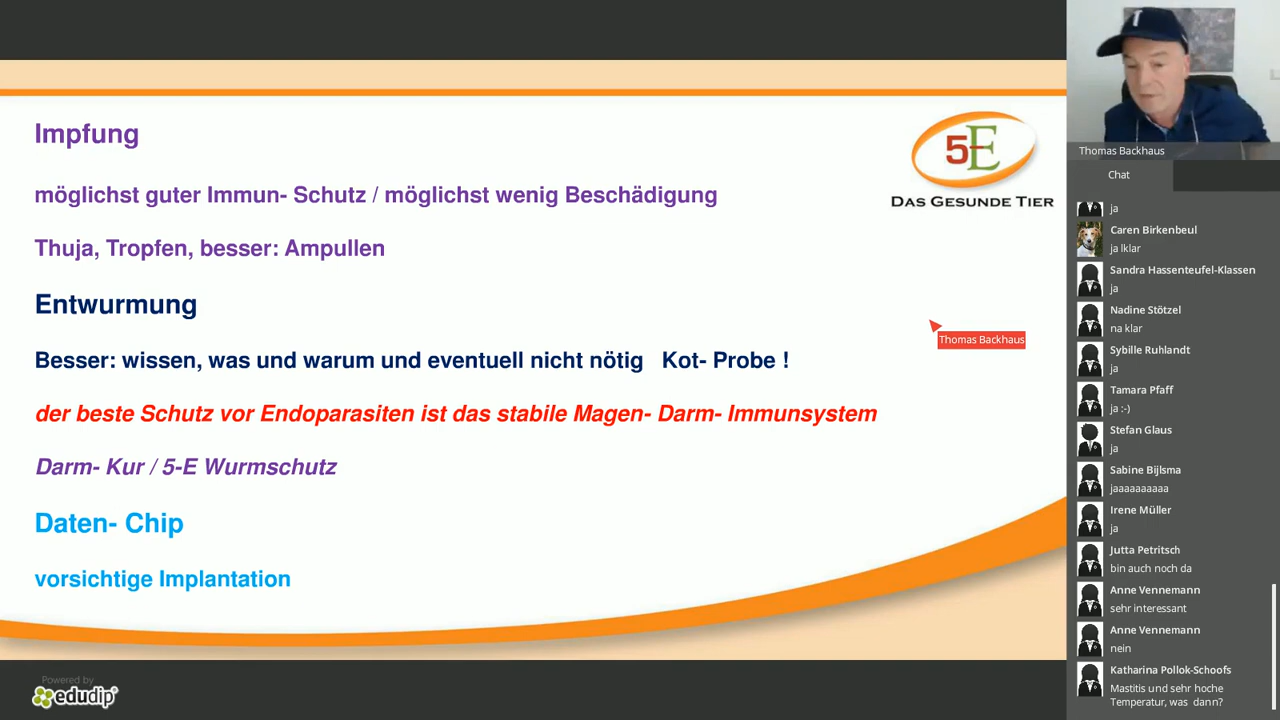 Impfung
möglichst guter Immun- Schutz / möglichst wenig Beschädigung
Thuja, Tropfen, besser: Ampullen
Entwurmung
Besser: wissen, was und warum und eventuell nicht nötig Kot- Probe !
der beste Schutz vor Endoparasiten ist das stabile Magen- Darm- Immunsystem
Darm- Kur / 5-E Wurmschutz
Daten- Chip
vorsichtige Implantation
5E
DAS GESUNDE TIER
Thomas Backhaus
Powered by
edudip
T
Thomas Backhaus
Chat
ja
Caren Birkenbeul
ja lklar
Sandra Hassenteufel-Klassen
ja
Nadine Stötzel
na klar
Sybille Ruhlandt
ja
Tamara Pfaff
ja :-)
Stefan Glaus
ja
Sabine Bijlsma
jaaaaaaaaaa
Irene Müller
ja
Jutta Petritsch
bin auch noch da
Anne Vennemann
sehr interessant
Anne Vennemann
nein
Katharina Pollok-Schoofs
Mastitis und sehr hoche
Temperatur, was dann?